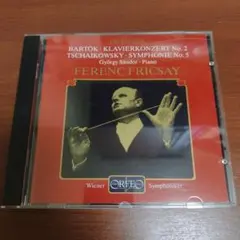 BARTÓK · KLAVIERKONZERT No. 2
TSCHAIKOWSKY · SYMPHONIE No. 5
György Sándor · Piano
FERENC FRICSAY
Wiener ORFEO Symphoniker